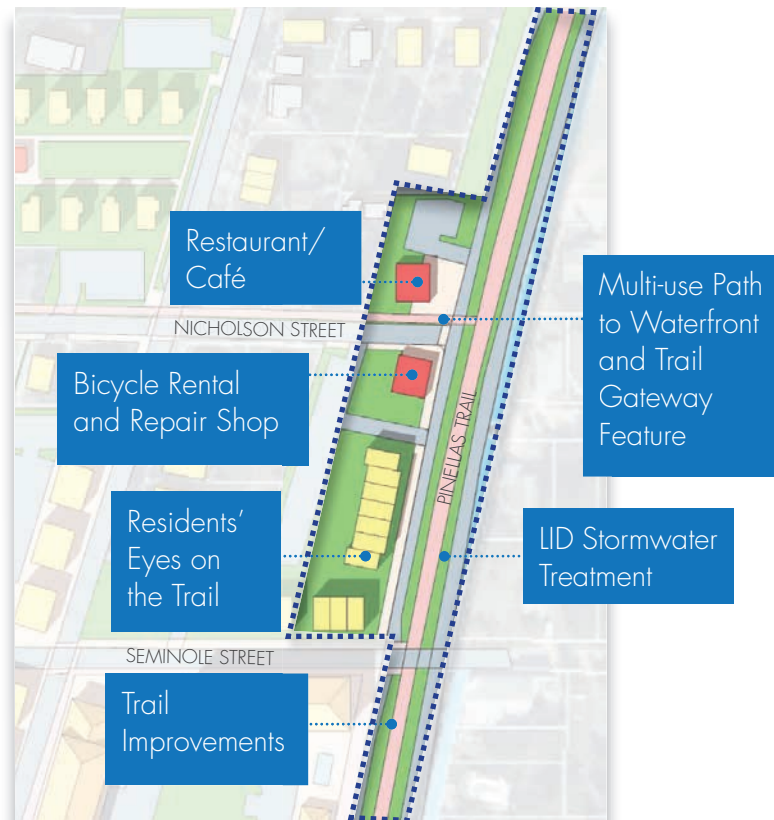 Restaurant/
Café
NICHOLSON STREET
Multi-use Path
to Waterfront
and Trail
Gateway
Feature
Bicycle Rental
and Repair Shop
PINELLAS TRAIL
Residents’
Eyes on
the Trail
LID Stormwater
Treatment
SEMINOLE STREET
Trail
Improvements